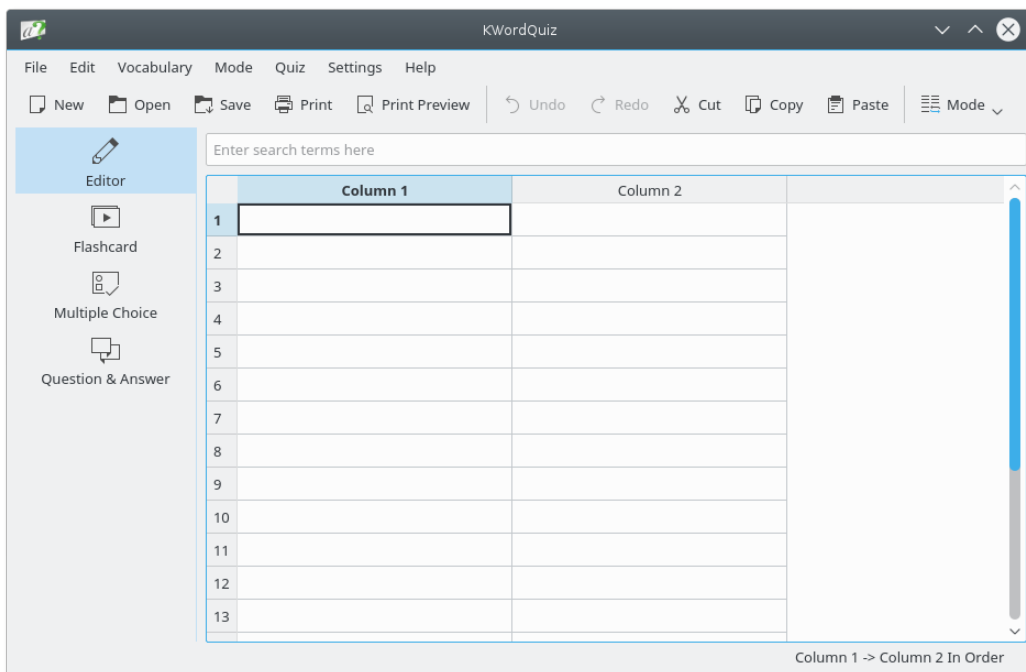 KWordQuiz
File Edit Vocabulary Mode Quiz Settings Help
New Open Save Print Print Preview Undo Redo Cut Copy Paste Mode
Editor
Flashcard
Multiple Choice
Question & Answer
Enter search terms here
Column 1 Column 2
1
2
3
4
5
6
7
8
9
10
11
12
13
Column 1 -> Column 2 In Order